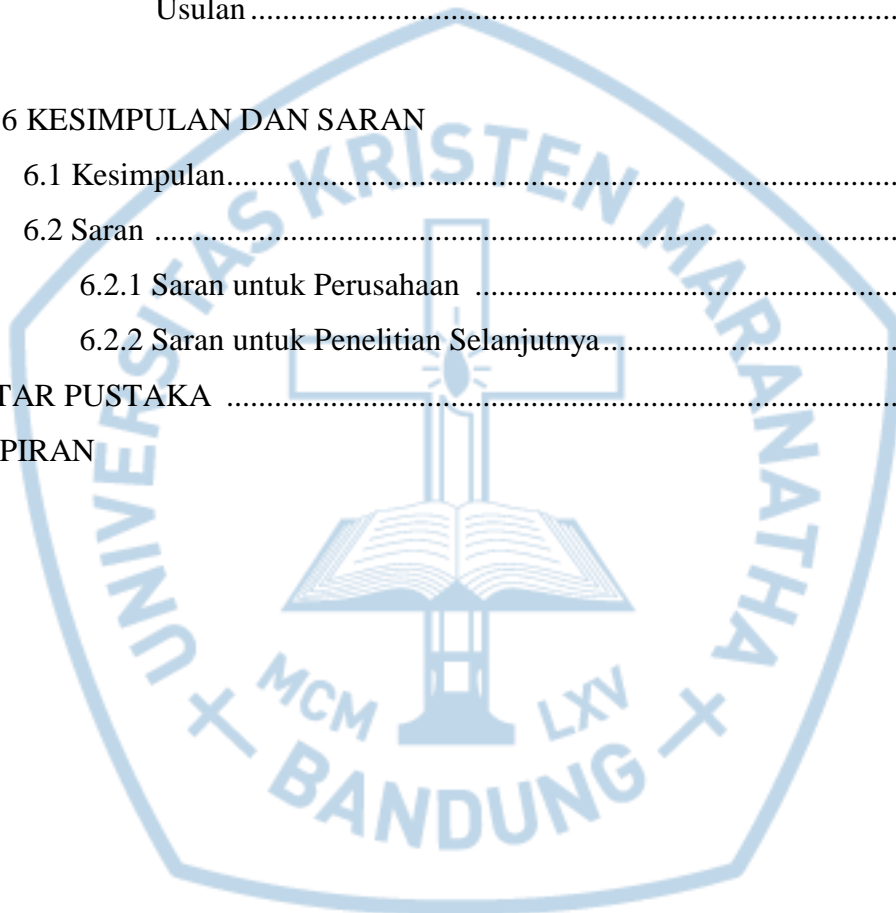 Usulan ........................................................................................
6 KESIMPULAN DAN SARAN
6.1 Kesimpulan........................................................................................
6.2 Saran ........................................................................................
6.2.1 Saran untuk Perusahaan ........................................................................................
6.2.2 Saran untuk Penelitian Selanjutnya........................................................................................
TAR PUSTAKA ........................................................................................
PIRAN
UNIVERSITAS KRISTEN MARANATHA
MCM LXV
+ BANDUNG +